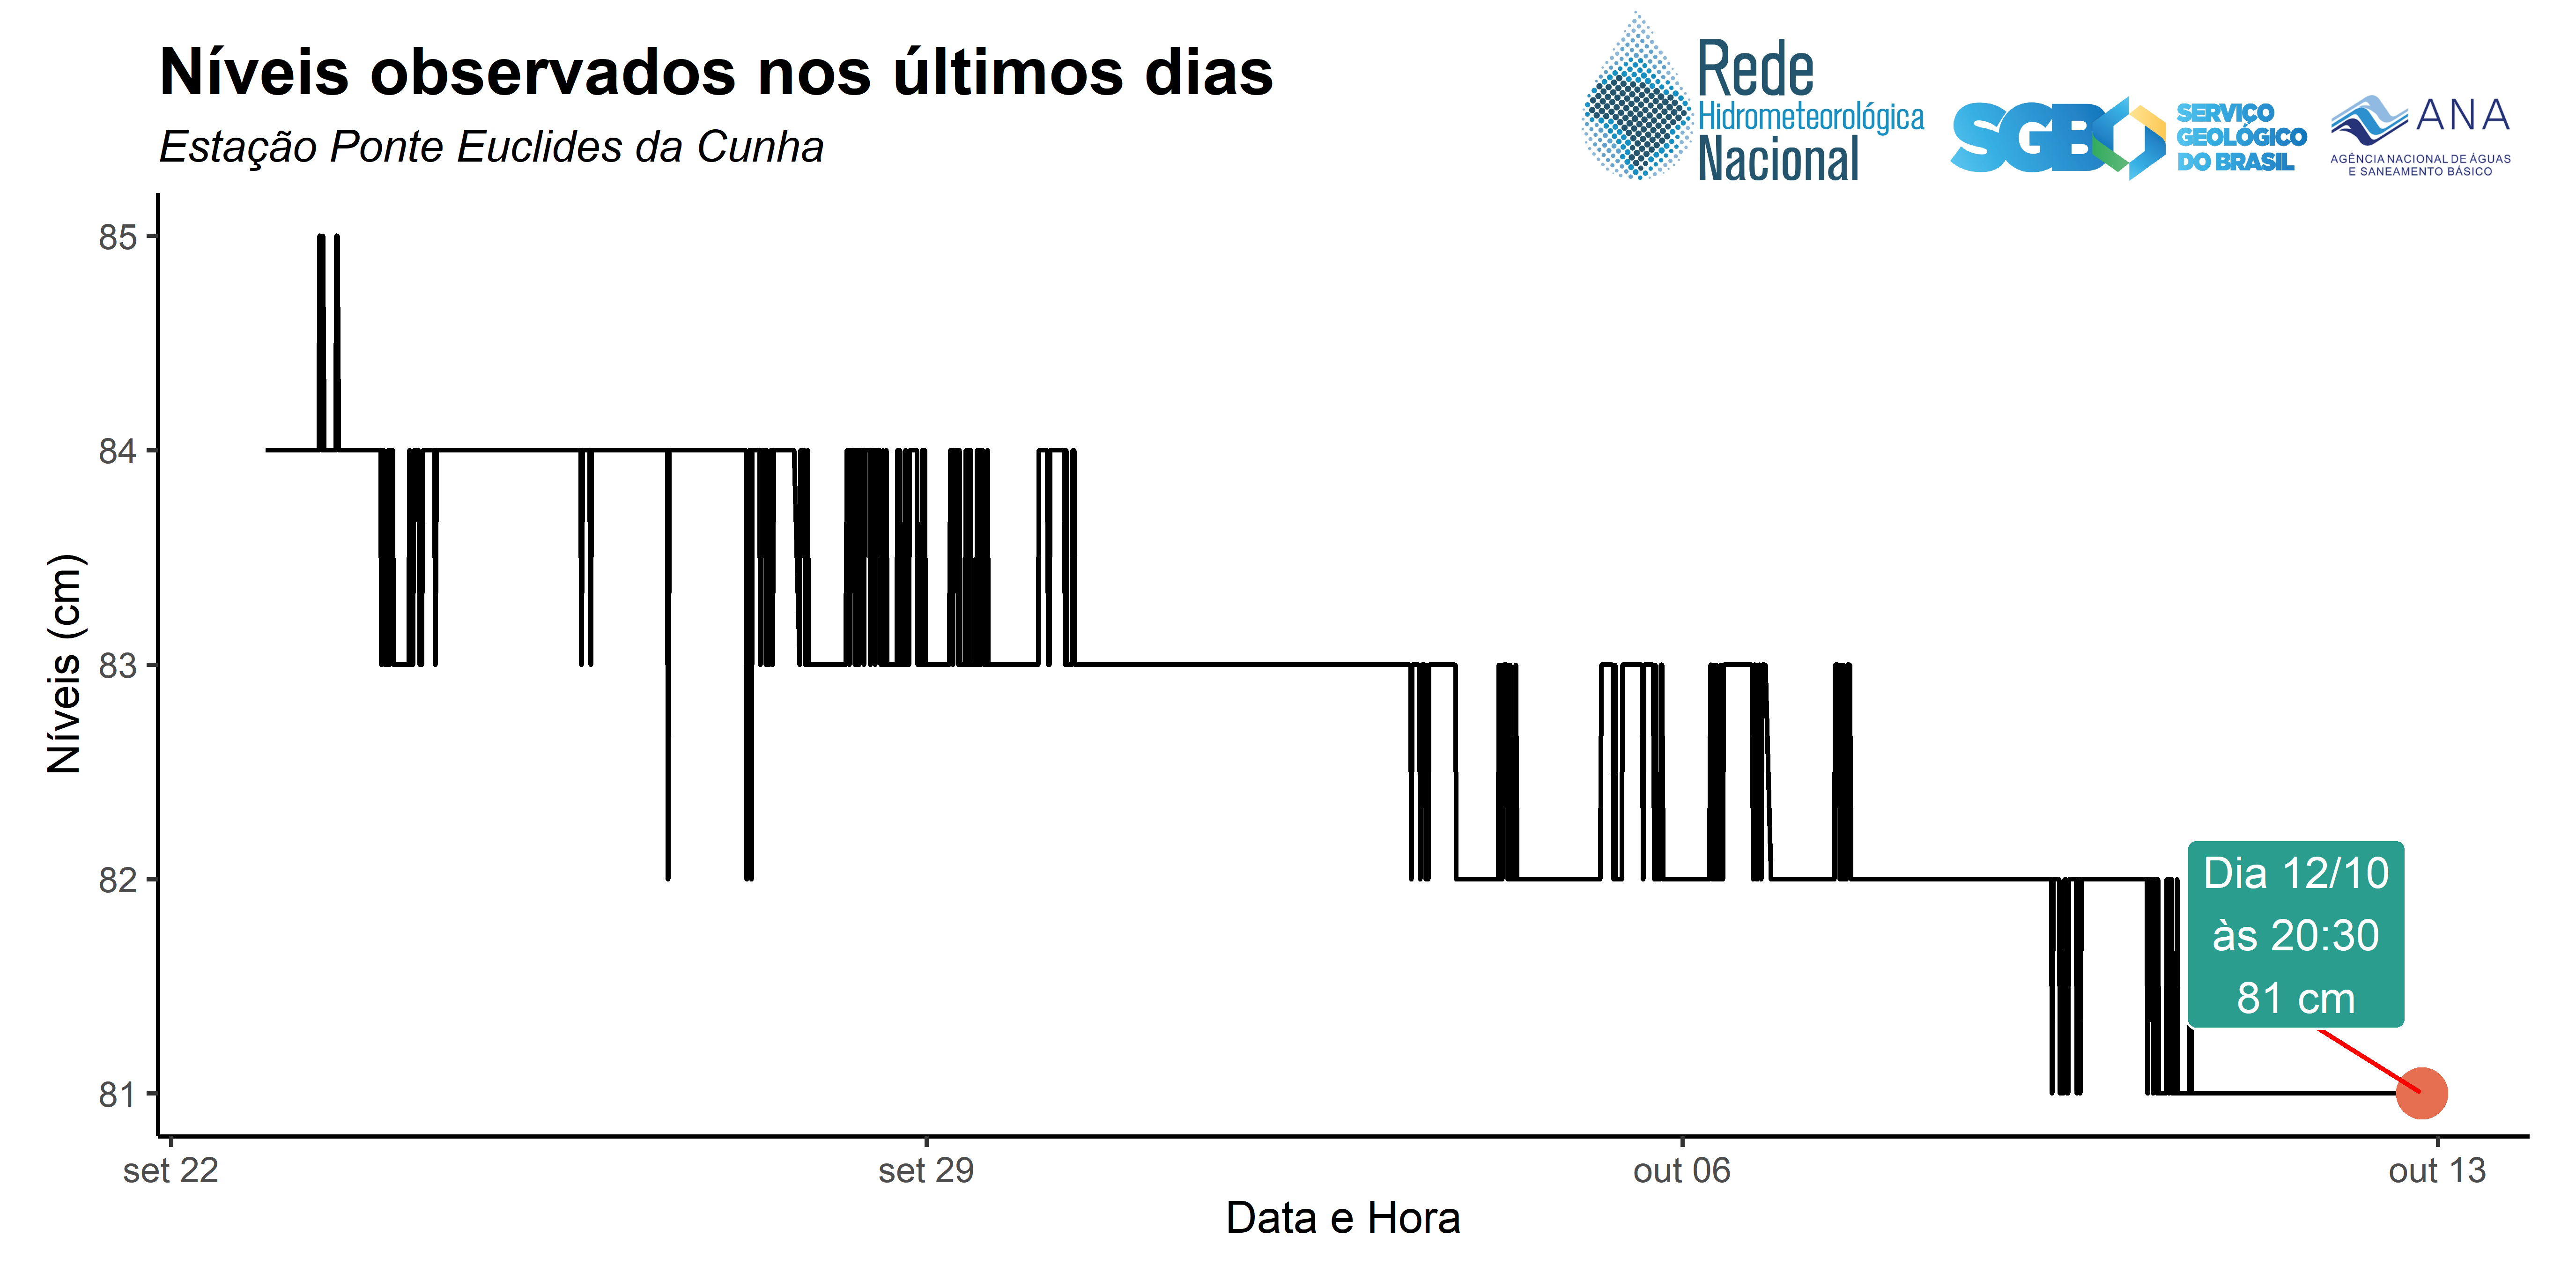 Níveis observados nos últimos dias
Estação Ponte Euclides da Cunha
Rede
Hidrometeorológica
Nacional
SGB
SERVIÇO
GEOLÓGICO
DO BRASIL
ANA
AGÊNCIA NACIONAL DE ÁGUAS
E SANEAMENTO BÁSICO
Níveis (cm)
85
84
83
82
81
Dia 12/10
às 20:30
81 cm
set 22
set 29
out 06
out 13
Data e Hora